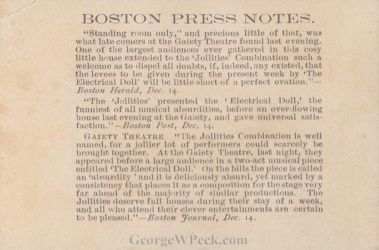 BOSTON PRESS NOTES.
"Standing room only," and precious little of that, was
what late comers at the Gaiety Theatre found last evening.
One of the largest audiences ever gathered in this cosy
little house extended to the 'Jollities' Combination such a
welcome as to dispel all doubts, if, indeed, any existed, that
the levees to be given during the present week by 'The
Electrical Doll' will be little short of a perfect ovation."—
Boston Herald, Dec. 14.
"The 'Jollities' presented the 'Electrical Doll,' the
funniest of all musical absurdities, before an over-flowing
house last evening at the Gaiety, and gave universal satis-
faction."—Boston Post, Dec. 14.
GAIETY THEATRE "The Jollities Combination is well
named, for a jollier lot of performers could scarcely be
brought together. At the Gaiety Theatre, last night, they
appeared before a large audience in a two-act musical piece
entitled 'The Electrical Doll.' On the bills the piece is called
an 'absurdity' and it is deliciously absurd, yet marked by a
consistency that places it as a composition for the stage very
far ahead of the majority of similar productions. The
Jollities deserve full houses during their stay of a week,
and all who attend their clever entertainments are certain
to be pleased."—Boston Journal, Dec. 14.
GeorgeWPeck.com